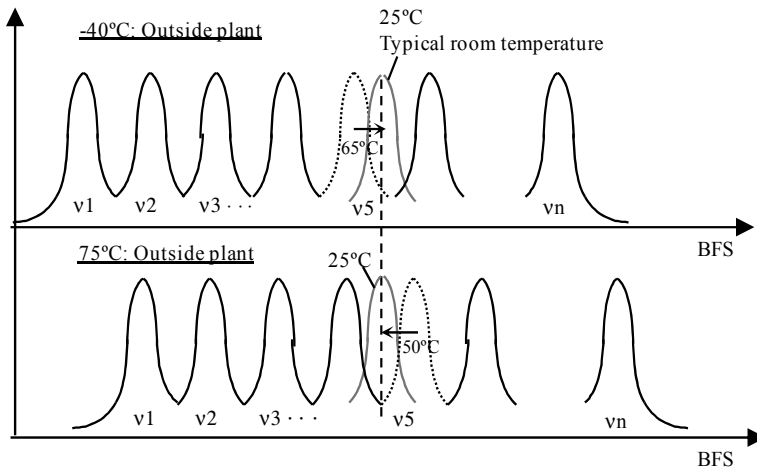 -40ºC: Outside plant
25ºC
Typical room temperature
65ºC
ν1 ν2 ν3 · · · ν5 νn
BFS
75ºC: Outside plant
25ºC
50ºC
ν1 ν2 ν3 · · · ν5 νn
BFS